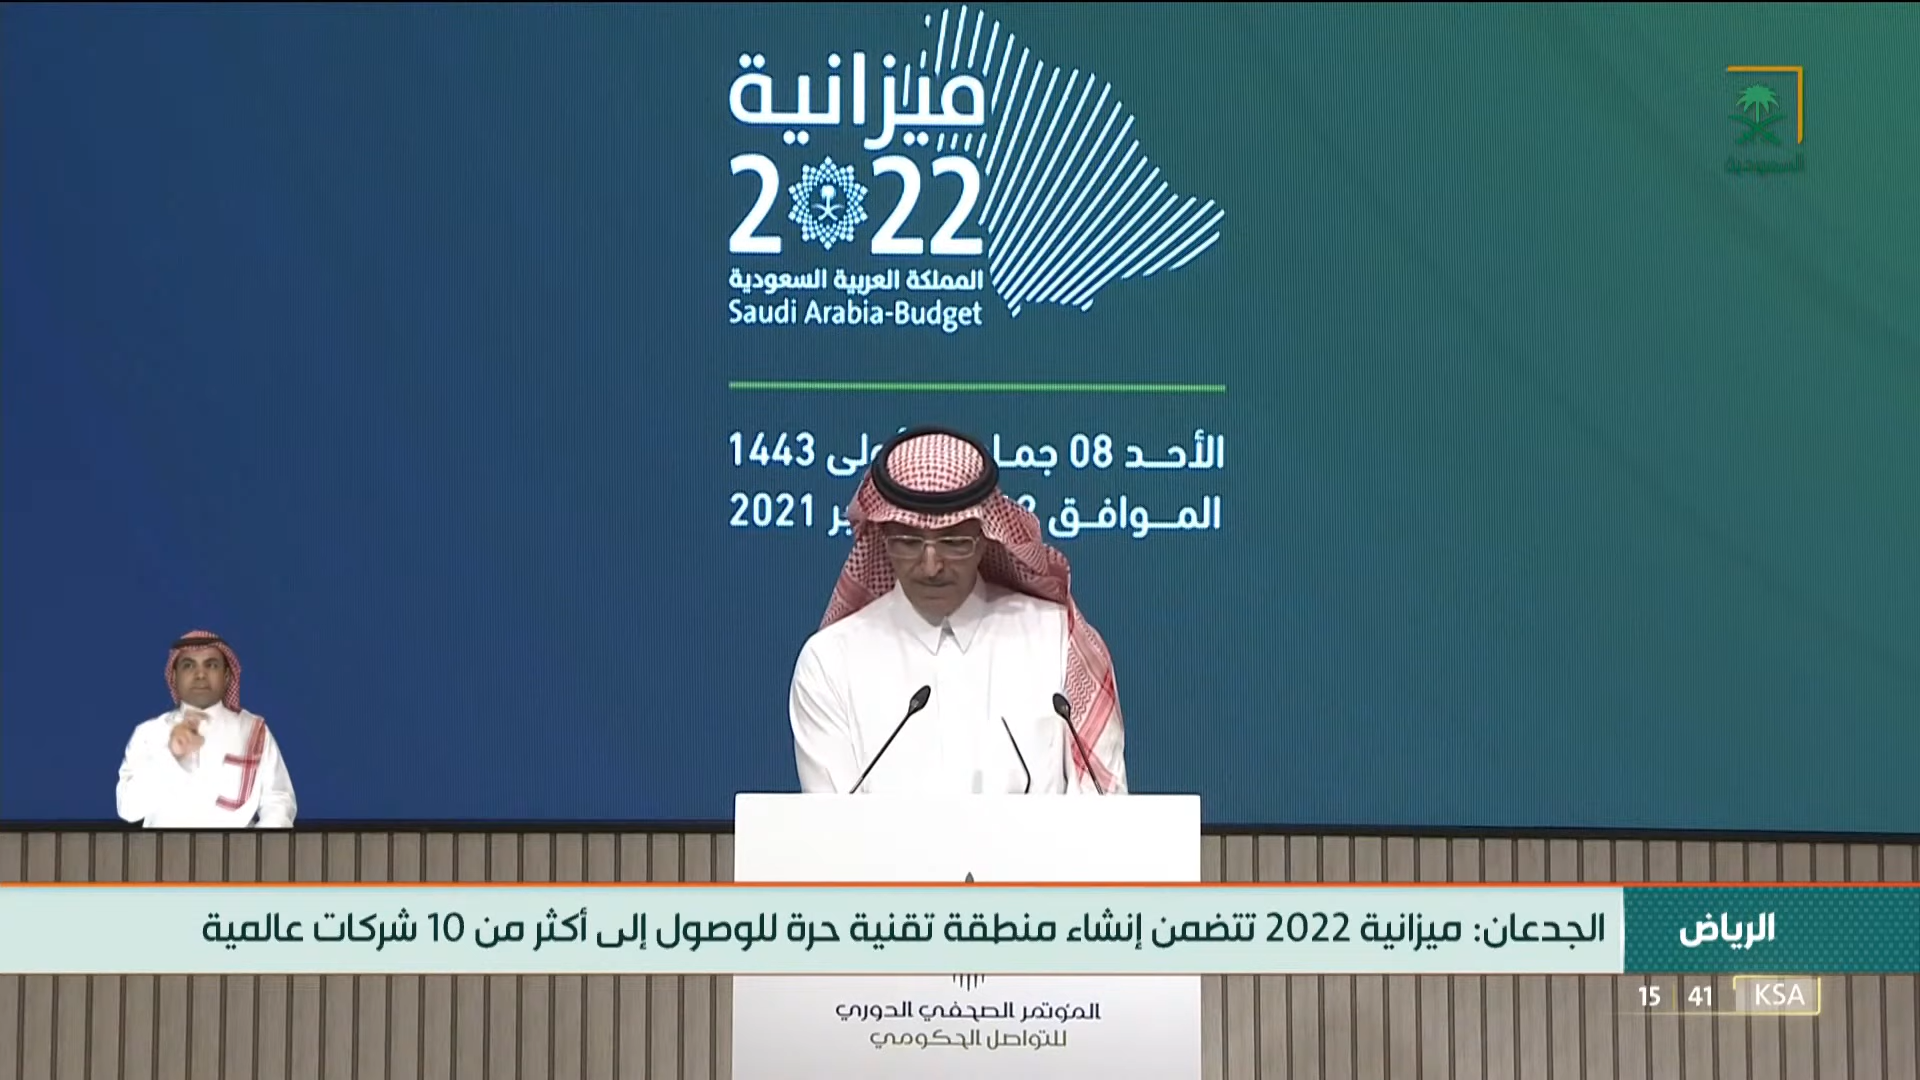 ميزانية
2022
المملكة العربية السعودية
Saudi Arabia-Budget
الأحد 08 1443
الموافق 2021
السعودية
الرياض
الجدعان: ميزانية 2022 تتضمن إنشاء منطقة تقنية حرة للوصول إلى أكثر من 10 شركات عالمية
15 41 KSA
المؤتمر الصحفي الدوري
للتواصل الحكومي